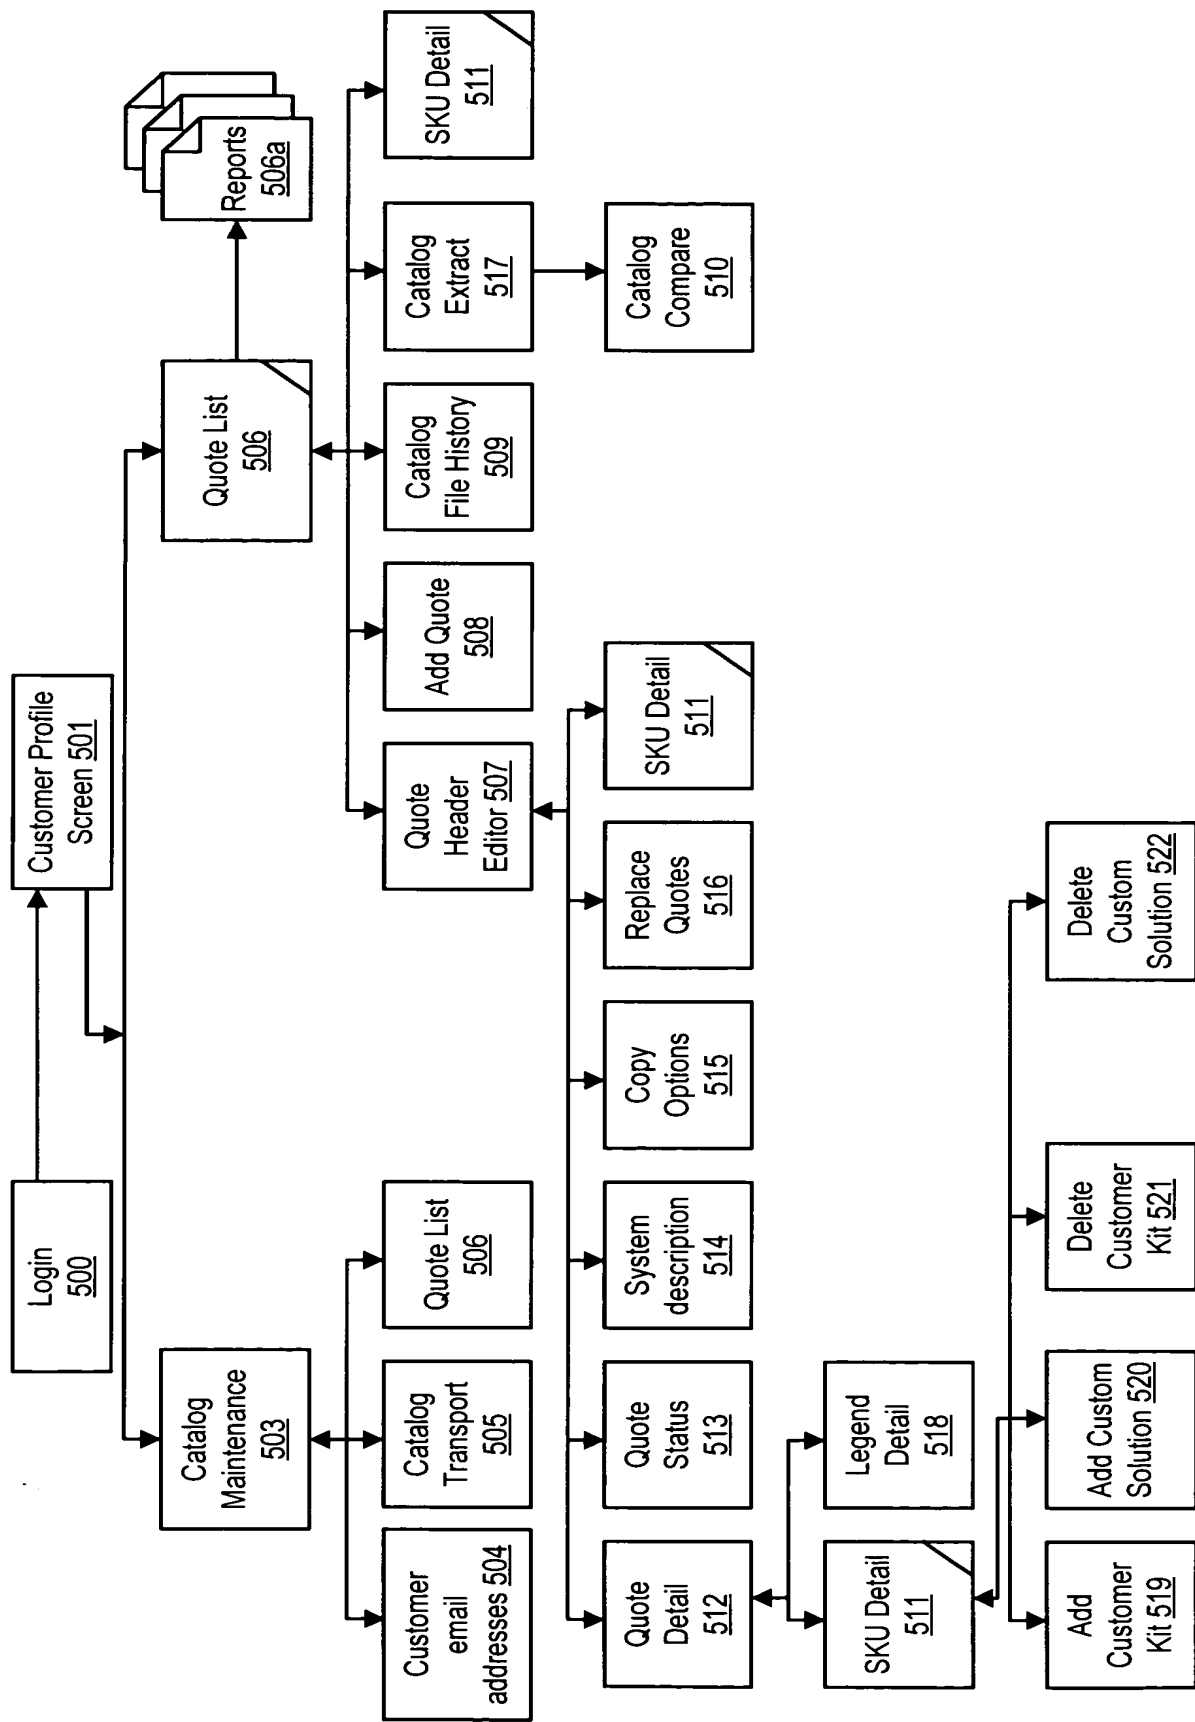 Login
500
Customer Profile
Screen 501
Catalog
Maintenance
503
Quote List
506
Reports
506a
Customer
email
addresses 504
Catalog
Transport
505
Quote List
506
Quote
Header
Editor 507
Add Quote
508
Catalog
File History
509
Catalog
Extract
517
SKU Detail
511
Quote
Detail
512
Quote
Status
513
System
description
514
Copy
Options
515
Replace
Quotes
516
SKU Detail
511
Catalog
Compare
510
SKU Detail
511
Legend
Detail
518
Add
Customer
Kit 519
Add Custom
Solution 520
Delete
Customer
Kit 521
Delete
Custom
Solution 522